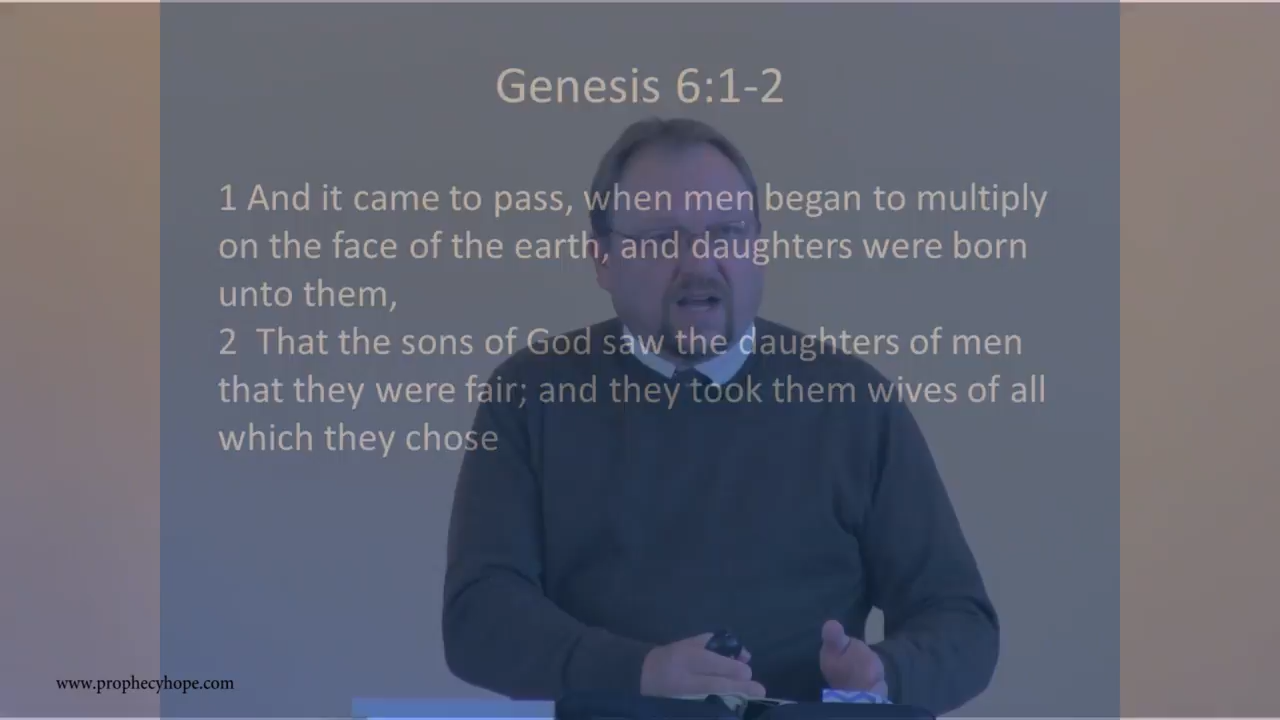 Genesis 6:1-2
1 And it came to pass, when men began to multiply
on the face of the earth, and daughters were born
unto them,
2 That the sons of God saw the daughters of men
that they were fair; and they took them wives of all
which they chose
www.prophecyhope.com